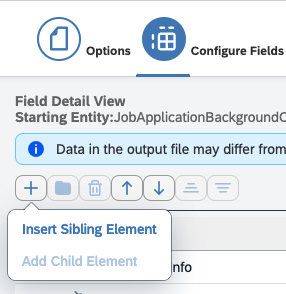 Options
Configure Fields
Field Detail View
Starting Entity:JobApplicationBackground
Data in the output file may differ from
Insert Sibling Element
Add Child Element
nfo